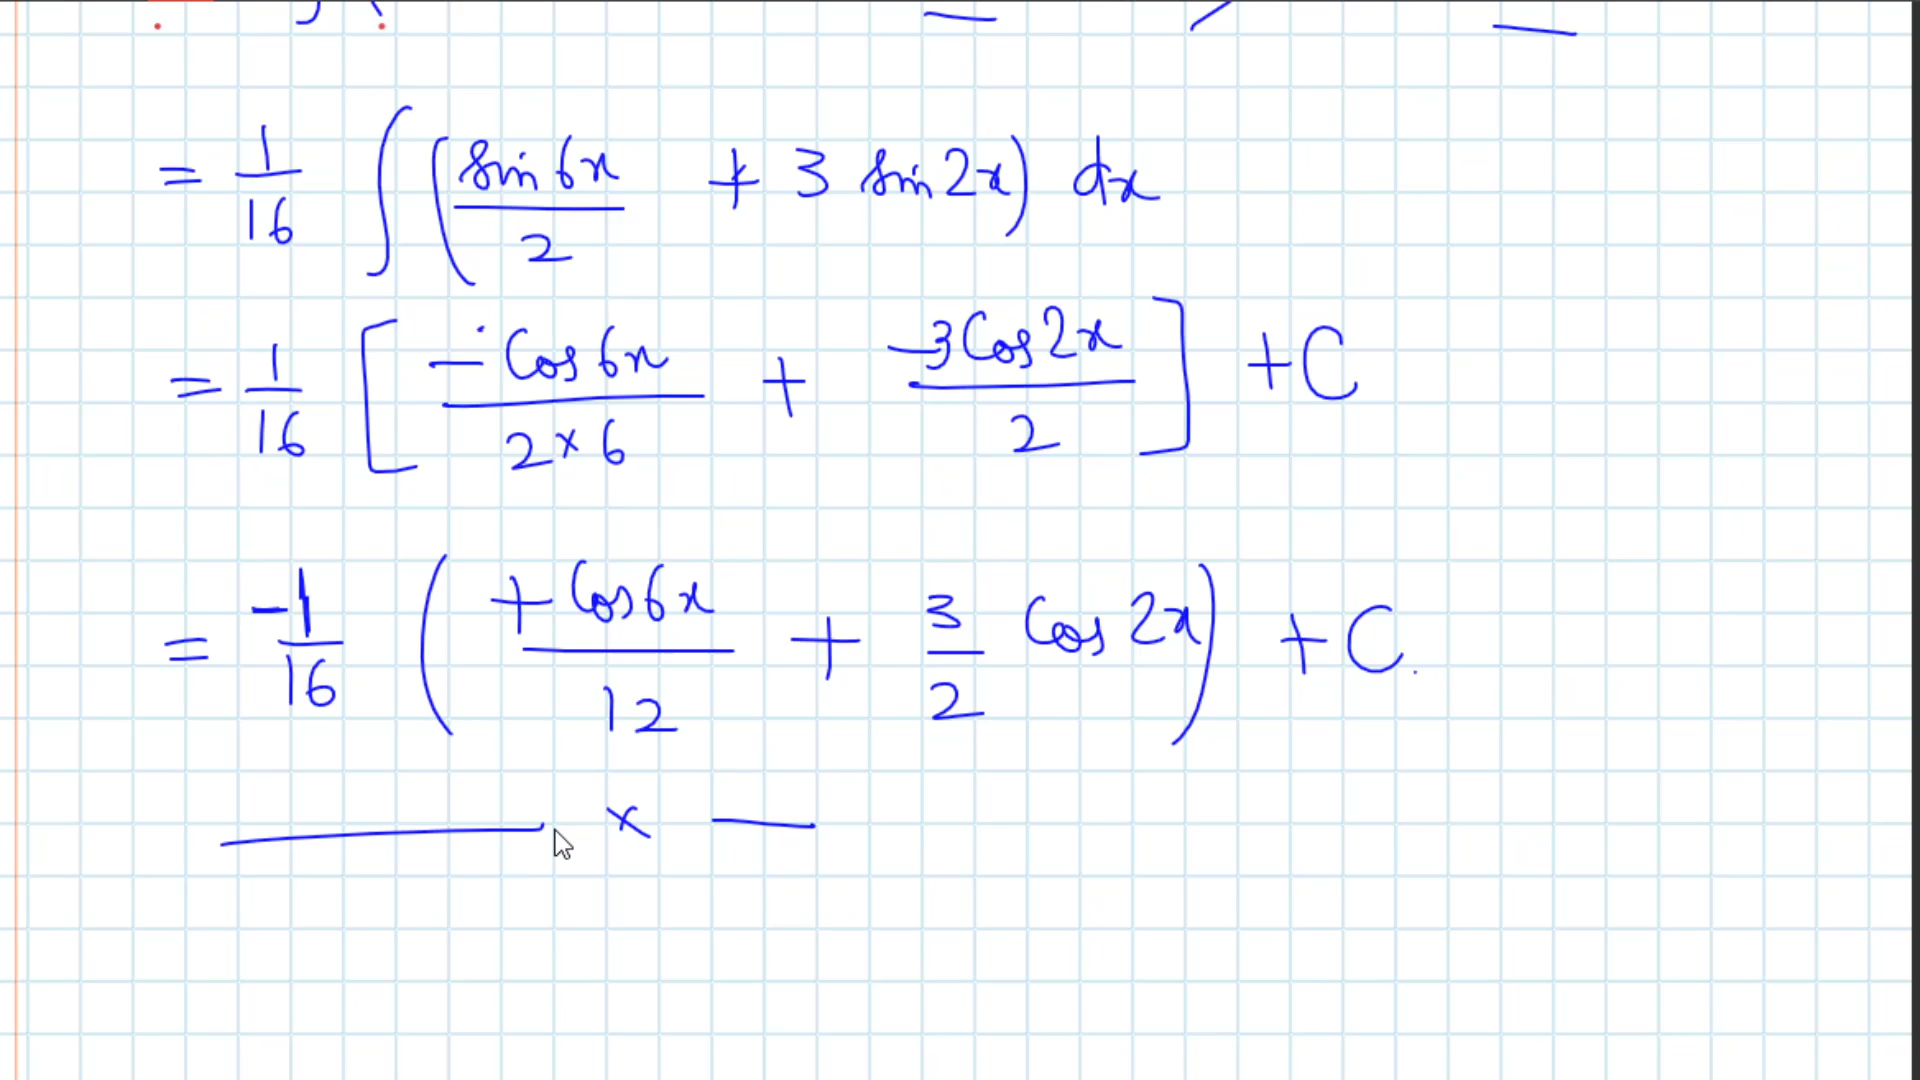 = 1/16 ∫ (sin 6x / 2 + 3 sin 2x) dx
= 1/16 [ -Cos 6x / 2×6 + -3 Cos 2x / 2 ] + C
= -1/16 ( +Cos 6x / 12 + 3/2 Cos 2x ) + C.
— × —